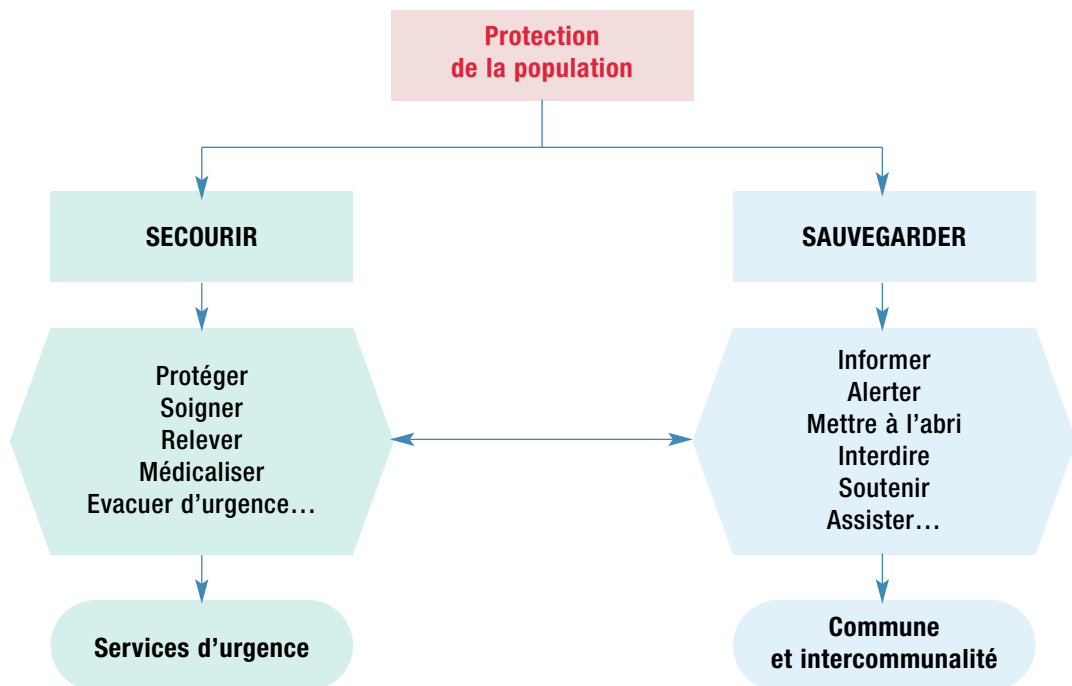 Protection
de la population
SECOURIR
SAUVEGARDER
Protéger
Soigner
Relever
Médicaliser
Evacuer d’urgence…
Informer
Alerter
Mettre à l’abri
Interdire
Soutenir
Assister…
Services d’urgence
Commune
et intercommunalité